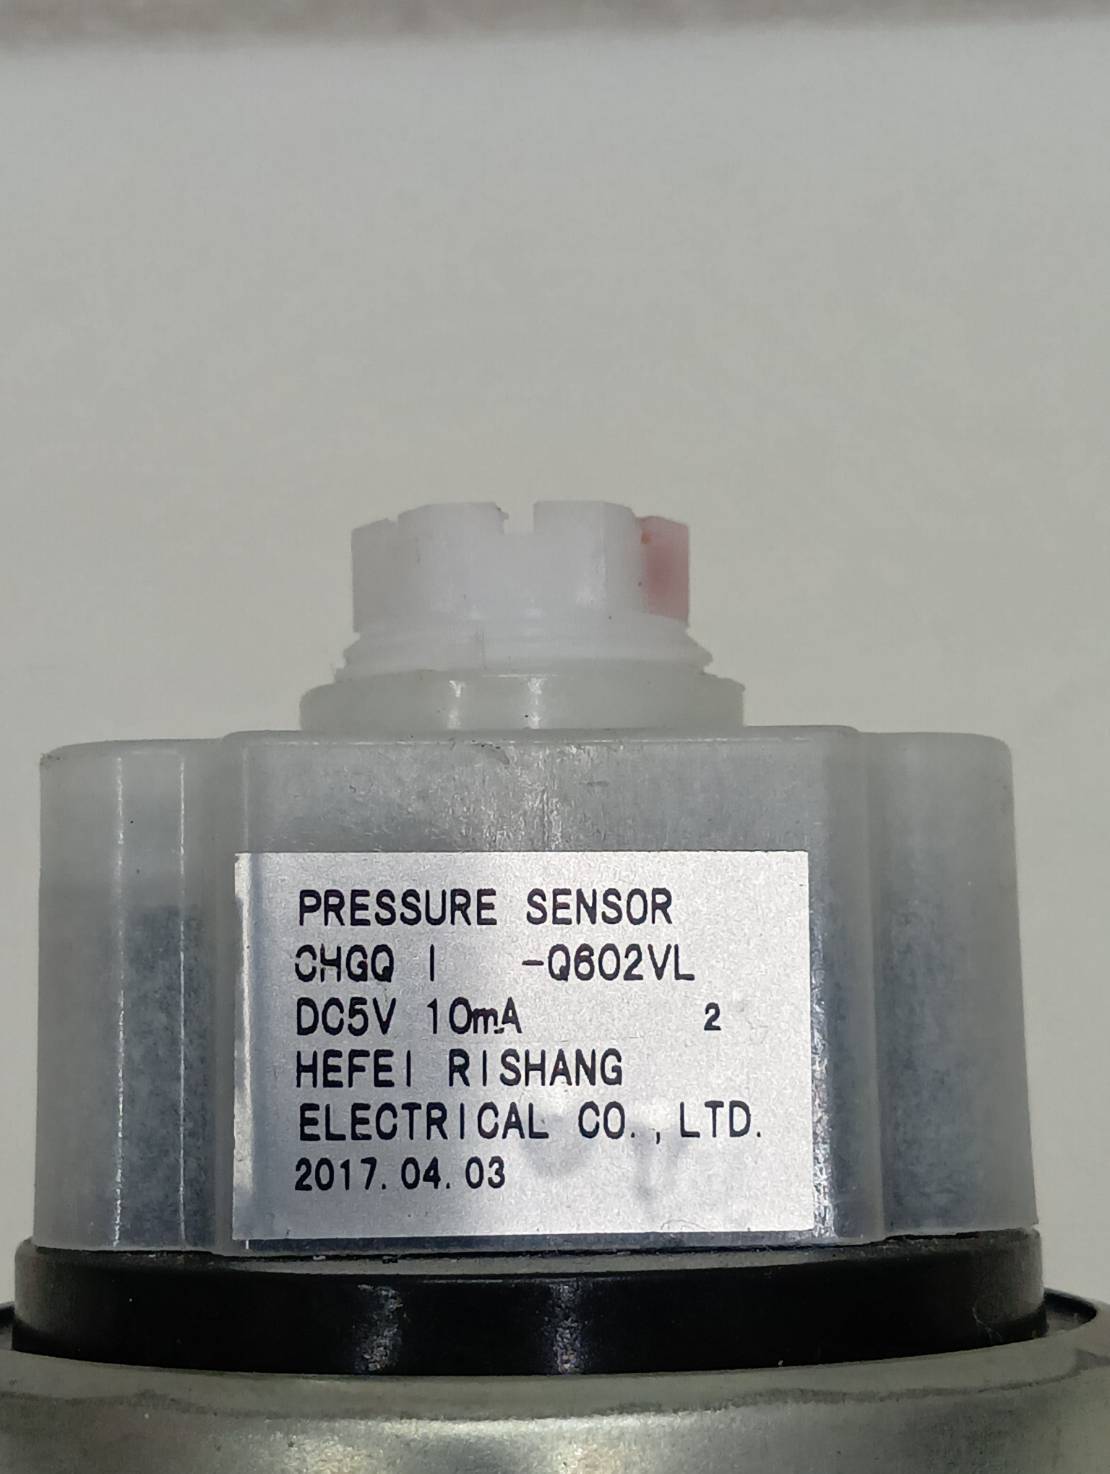 PRESSURE SENSOR
CHGQ I -Q602VL
DC5V 10mA 2
HEFEI RISHANG
ELECTRICAL CO.,LTD.
2017.04.03